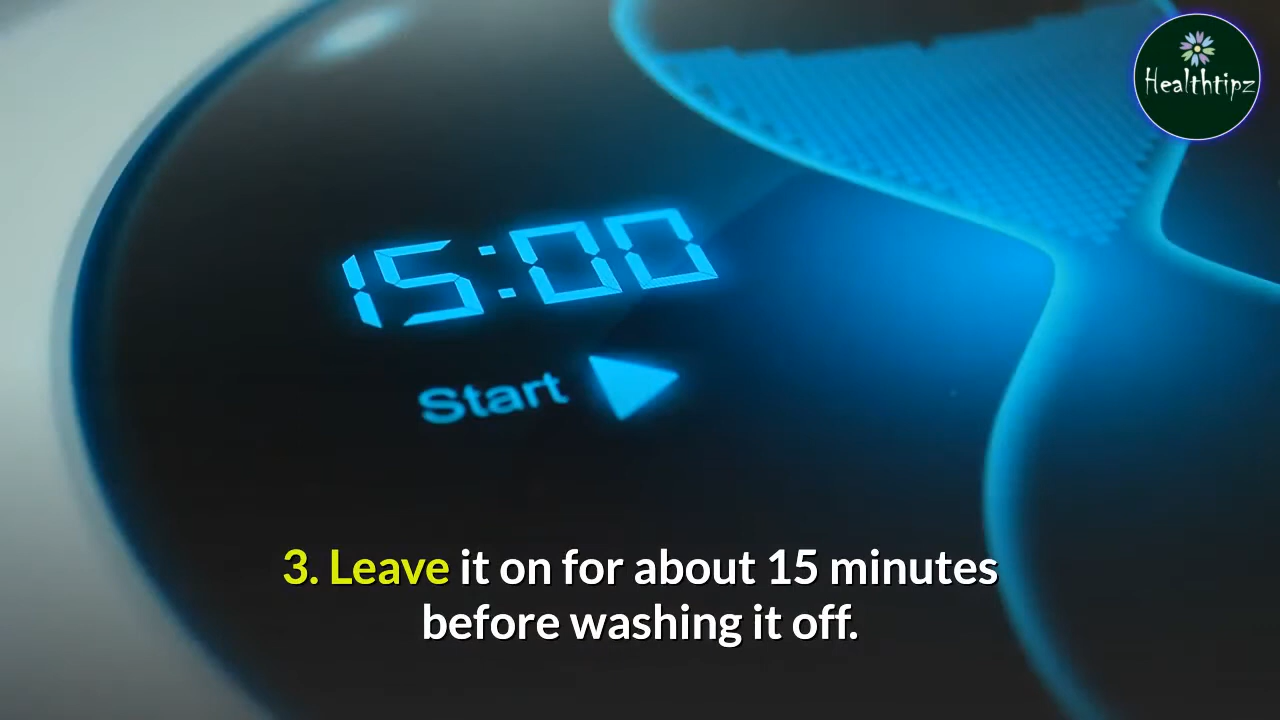 Healthtipz
15:00
Start
3. Leave it on for about 15 minutes
before washing it off.